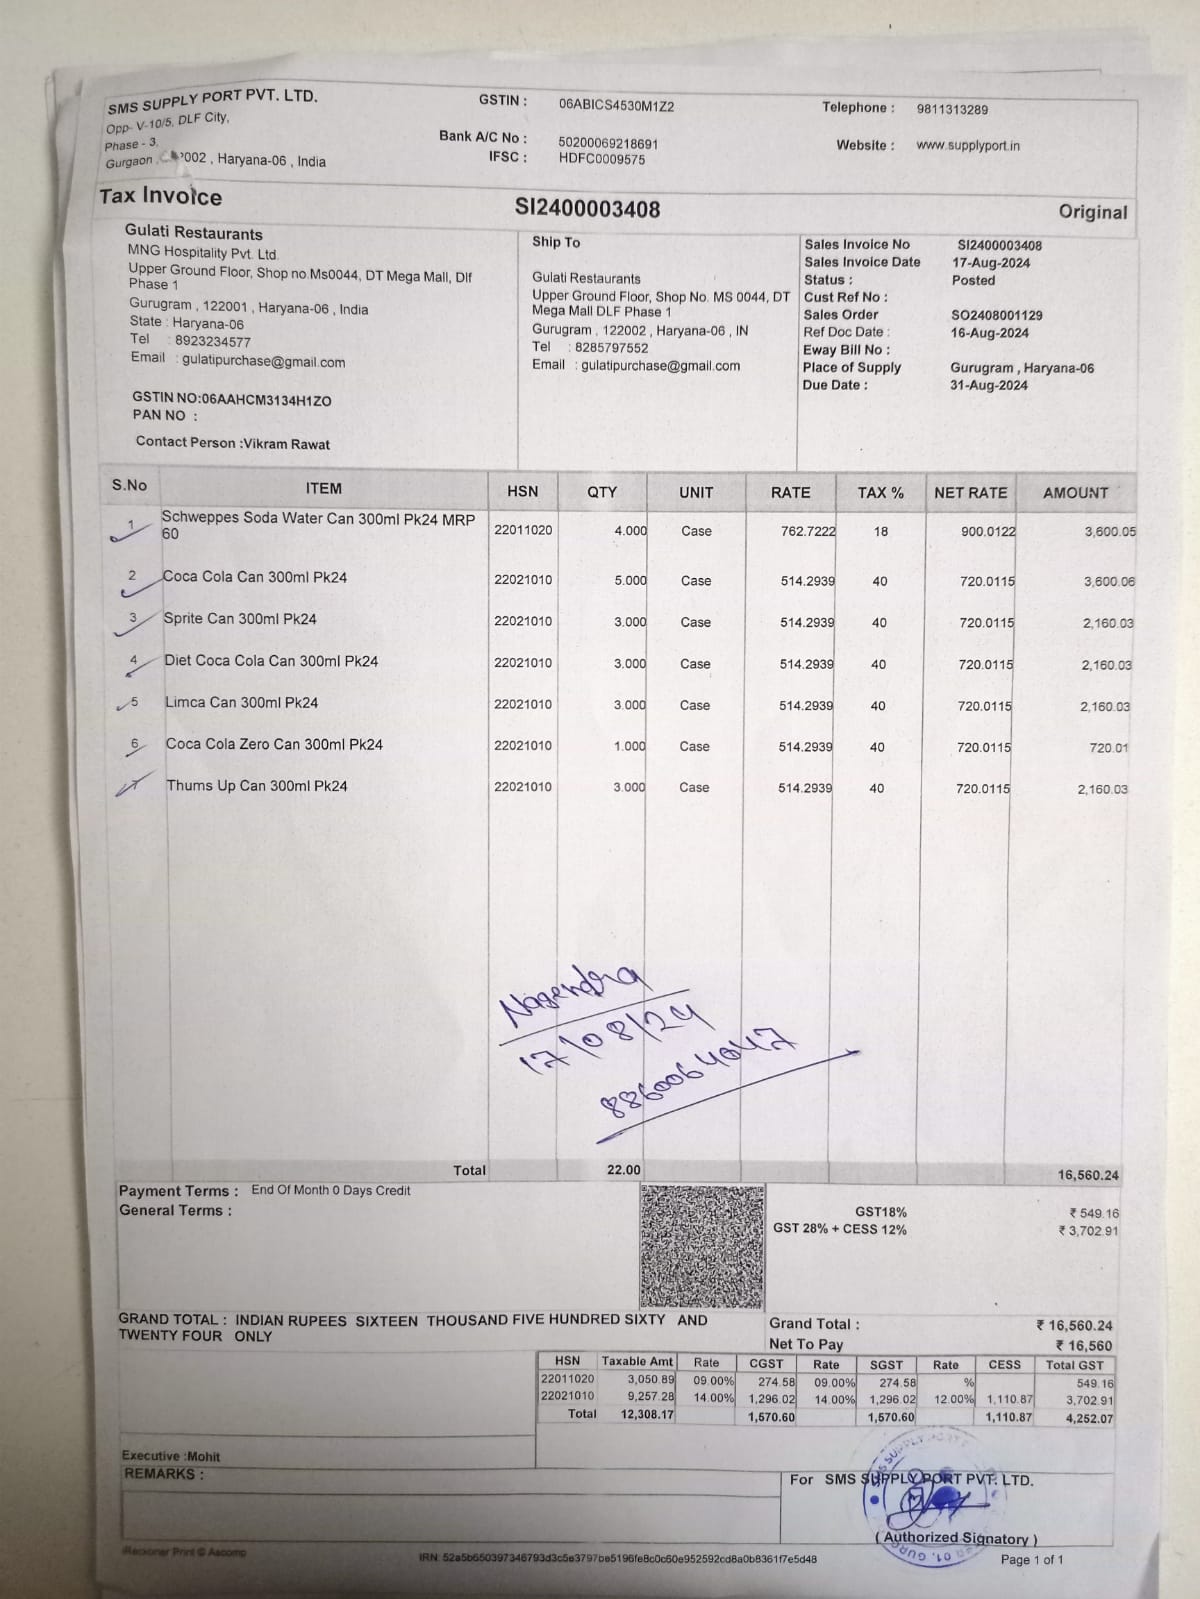 SMS SUPPLY PORT PVT. LTD.
Opp- V-10/5, DLF City,
Phase - 3,
Gurgaon , 002 , Haryana-06 , India
GSTIN : 06ABICS4530M1Z2
Bank A/C No : 50200069218691
IFSC : HDFC0009575
Telephone : 9811313289
Website : www.supplyport.in
Tax Invoice SI2400003408 Original
Gulati Restaurants
MNG Hospitality Pvt. Ltd.
Upper Ground Floor, Shop no.Ms0044, DT Mega Mall, Dlf
Phase 1
Gurugram , 122001 , Haryana-06 , India
State : Haryana-06
Tel : 8923234577
Email : gulatipurchase@gmail.com
GSTIN NO:06AAHCM3134H1ZO
PAN NO :
Contact Person :Vikram Rawat
Ship To
Gulati Restaurants
Upper Ground Floor, Shop No. MS 0044, DT
Mega Mall DLF Phase 1
Gurugram , 122002 , Haryana-06 , IN
Tel : 8285797552
Email : gulatipurchase@gmail.com
Sales Invoice No SI2400003408
Sales Invoice Date 17-Aug-2024
Status : Posted
Cust Ref No :
Sales Order SO2408001129
Ref Doc Date : 16-Aug-2024
Eway Bill No :
Place of Supply Gurugram , Haryana-06
Due Date : 31-Aug-2024
S.No ITEM HSN QTY UNIT RATE TAX % NET RATE AMOUNT
1 Schweppes Soda Water Can 300ml Pk24 MRP 22011020 4.000 Case 762.7222 18 900.0122 3,600.05
60
2 Coca Cola Can 300ml Pk24 22021010 5.000 Case 514.2939 40 720.0115 3,600.06
3 Sprite Can 300ml Pk24 22021010 3.000 Case 514.2939 40 720.0115 2,160.03
4 Diet Coca Cola Can 300ml Pk24 22021010 3.000 Case 514.2939 40 720.0115 2,160.03
5 Limca Can 300ml Pk24 22021010 3.000 Case 514.2939 40 720.0115 2,160.03
6 Coca Cola Zero Can 300ml Pk24 22021010 1.000 Case 514.2939 40 720.0115 720.01
7 Thums Up Can 300ml Pk24 22021010 3.000 Case 514.2939 40 720.0115 2,160.03
Nagendra
17/08/24
8860064047
Total 22.00 16,560.24
Payment Terms : End Of Month 0 Days Credit
General Terms :
GST18% ₹ 549.16
GST 28% + CESS 12% ₹ 3,702.91
GRAND TOTAL : INDIAN RUPEES SIXTEEN THOUSAND FIVE HUNDRED SIXTY AND
TWENTY FOUR ONLY
Grand Total : ₹ 16,560.24
Net To Pay ₹ 16,560
HSN Taxable Amt Rate CGST Rate SGST Rate CESS Total GST
22011020 3,050.89 09.00% 274.58 09.00% 274.58 % 549.16
22021010 9,257.28 14.00% 1,296.02 14.00% 1,296.02 12.00% 1,110.87 3,702.91
Total 12,308.17 1,570.60 1,570.60 1,110.87 4,252.07
Executive :Mohit
REMARKS :
For SMS SUPPLY PORT PVT. LTD.
(Authorized Signatory )
Reckoner Print © Ascomp
IRN: 52a5b650397346793d3c5e3797be5196fe8c0c60e952592cd8a0b8361f7e5d48
Page 1 of 1